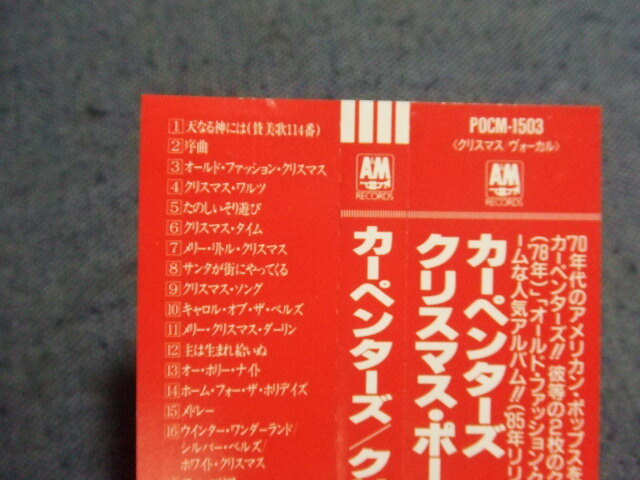 1 天なる神には(賛美歌114番)
2 序曲
3 オールド・ファッション・クリスマス
4 クリスマス・ワルツ
5 たのしいそり遊び
6 クリスマス・タイム
7 メリー・リトル・クリスマス
8 サンタが街にやってくる
9 クリスマス・ソング
10 キャロル・オブ・ザ・ベルズ
11 メリー・クリスマス・ダーリン
12 主は生まれ給いぬ
13 オー・ホリー・ナイト
14 ホーム・フォー・ザ・ホリデイズ
15 メドレー
16 ウインター・ワンダーランド/
シルバー・ベルズ/
ホワイト・クリスマス
A&M
RECORDS
カーペンターズ/ク
POCM-1503
〈クリスマス ヴォーカル〉
A&M
RECORDS
カーペンターズ
クリスマス・ポー
70年代のアメリカン・ポップスを
カーペンターズ!! 彼等の2枚のク
('78年)」、「オールド・ファッション・ク
ームな人気アルバム!!('85年リリ